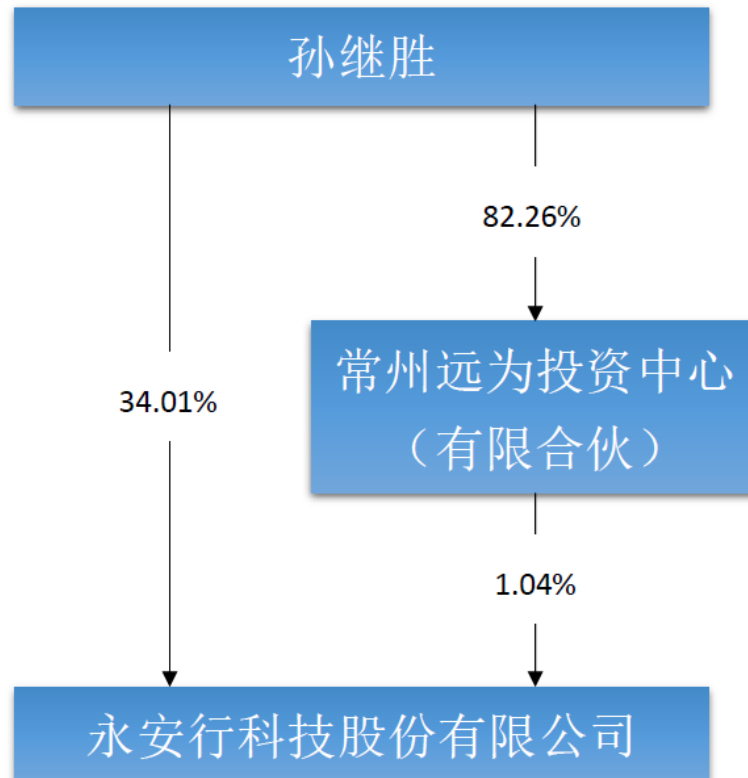 孙继胜
82.26%
常州远为投资中心
（有限合伙）
34.01%
1.04%
永安行科技股份有限公司